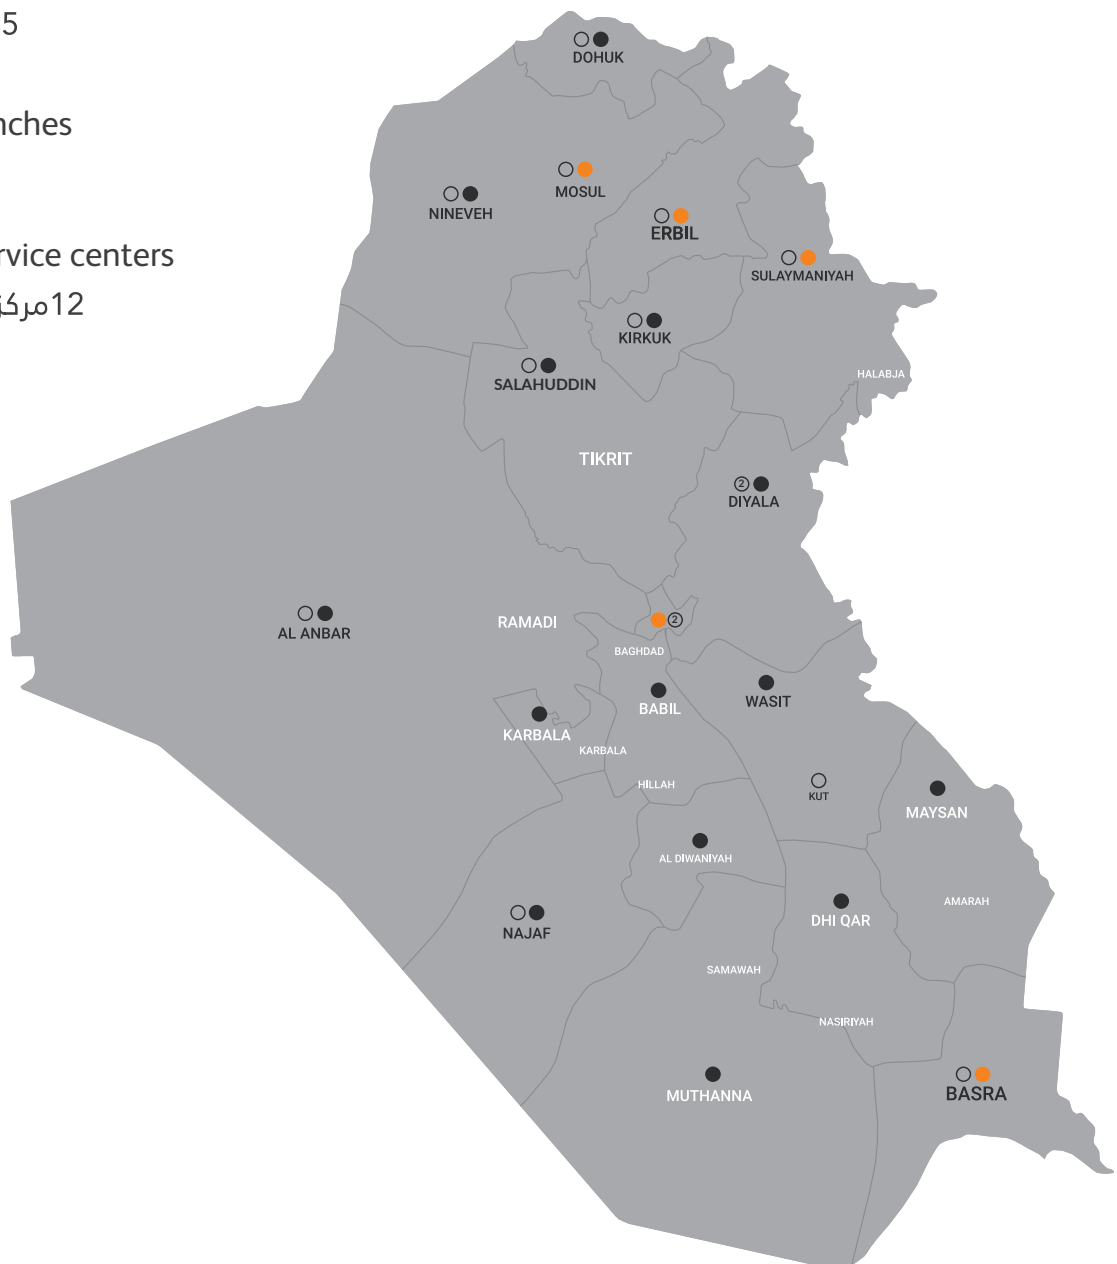 5
nches
rvice centers
12مركز
DOHUK
MOSUL
NINEVEH
ERBIL
SULAYMANIYAH
KIRKUK
HALABJA
SALAHUDDIN
TIKRIT
2
DIYALA
2
RAMADI
AL ANBAR
BAGHDAD
BABIL
WASIT
KARBALA
KARBALA
HILLAH
KUT
MAYSAN
AL DIWANIYAH
AMARAH
DHI QAR
NAJAF
SAMAWAH
NASIRIYAH
MUTHANNA
BASRA